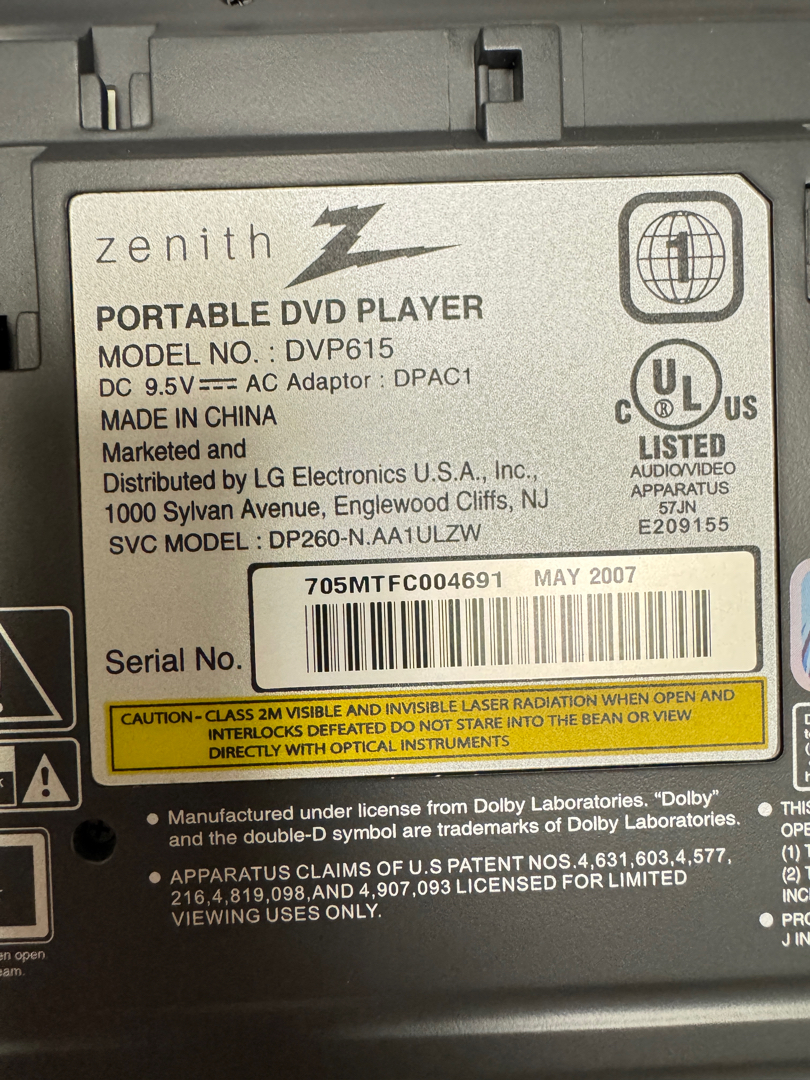 zenith
1
PORTABLE DVD PLAYER
MODEL NO. : DVP615
DC 9.5V⎓ AC Adaptor : DPAC1
MADE IN CHINA
Marketed and
Distributed by LG Electronics U.S.A., Inc.,
1000 Sylvan Avenue, Englewood Cliffs, NJ
SVC MODEL : DP260-N.AA1ULZW
C UL ® US
LISTED
AUDIO/VIDEO
APPARATUS
57JN
E209155
705MTFC004691 MAY 2007
Serial No.
CAUTION - CLASS 2M VISIBLE AND INVISIBLE LASER RADIATION WHEN OPEN AND
INTERLOCKS DEFEATED DO NOT STARE INTO THE BEAN OR VIEW
DIRECTLY WITH OPTICAL INSTRUMENTS
• Manufactured under license from Dolby Laboratories. “Dolby”
and the double-D symbol are trademarks of Dolby Laboratories.
• APPARATUS CLAIMS OF U.S PATENT NOS.4,631,603,4,577,
216,4,819,098,AND 4,907,093 LICENSED FOR LIMITED
VIEWING USES ONLY.
open
(1)
(2)